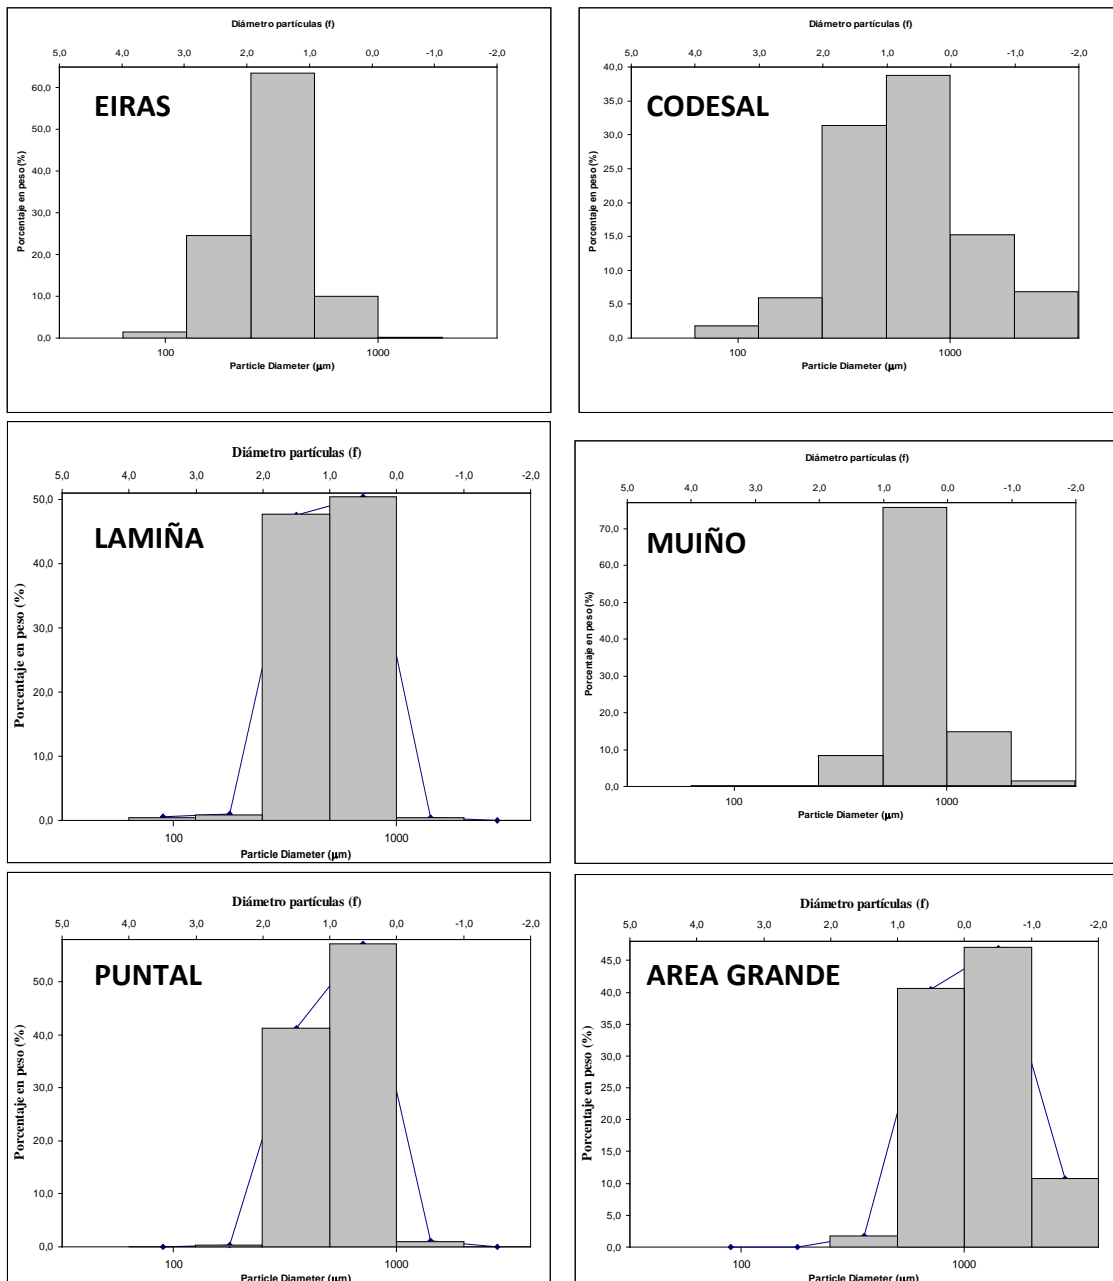 Diámetro partículas (f)
5,0 4,0 3,0 2,0 1,0 0,0 -1,0 -2,0
EIRAS
Porcentaje en peso (%)
60,0
50,0
40,0
30,0
20,0
10,0
0,0
100 1000
Particle Diameter (µm)
Diámetro partículas (f)
5,0 4,0 3,0 2,0 1,0 0,0 -1,0 -2,0
CODESAL
Porcentaje en peso (%)
40,0
35,0
30,0
25,0
20,0
15,0
10,0
5,0
0,0
100 1000
Particle Diameter (µm)
Diámetro partículas (f)
5,0 4,0 3,0 2,0 1,0 0,0 -1,0 -2,0
LAMIÑA
Porcentaje en peso (%)
50,0
40,0
30,0
20,0
10,0
0,0
100 1000
Particle Diameter (µm)
Diámetro partículas (f)
5,0 4,0 3,0 2,0 1,0 0,0 -1,0 -2,0
MUIÑO
Porcentaje en peso (%)
70,0
60,0
50,0
40,0
30,0
20,0
10,0
0,0
100 1000
Particle Diameter (µm)
Diámetro partículas (f)
5,0 4,0 3,0 2,0 1,0 0,0 -1,0 -2,0
PUNTAL
Porcentaje en peso (%)
50,0
40,0
30,0
20,0
10,0
0,0
100 1000
Particle Diameter (µm)
Diámetro partículas (f)
5,0 4,0 3,0 2,0 1,0 0,0 -1,0 -2,0
AREA GRANDE
Porcentaje en peso (%)
45,0
40,0
35,0
30,0
25,0
20,0
15,0
10,0
5,0
0,0
100 1000
Particle Diameter (µm)